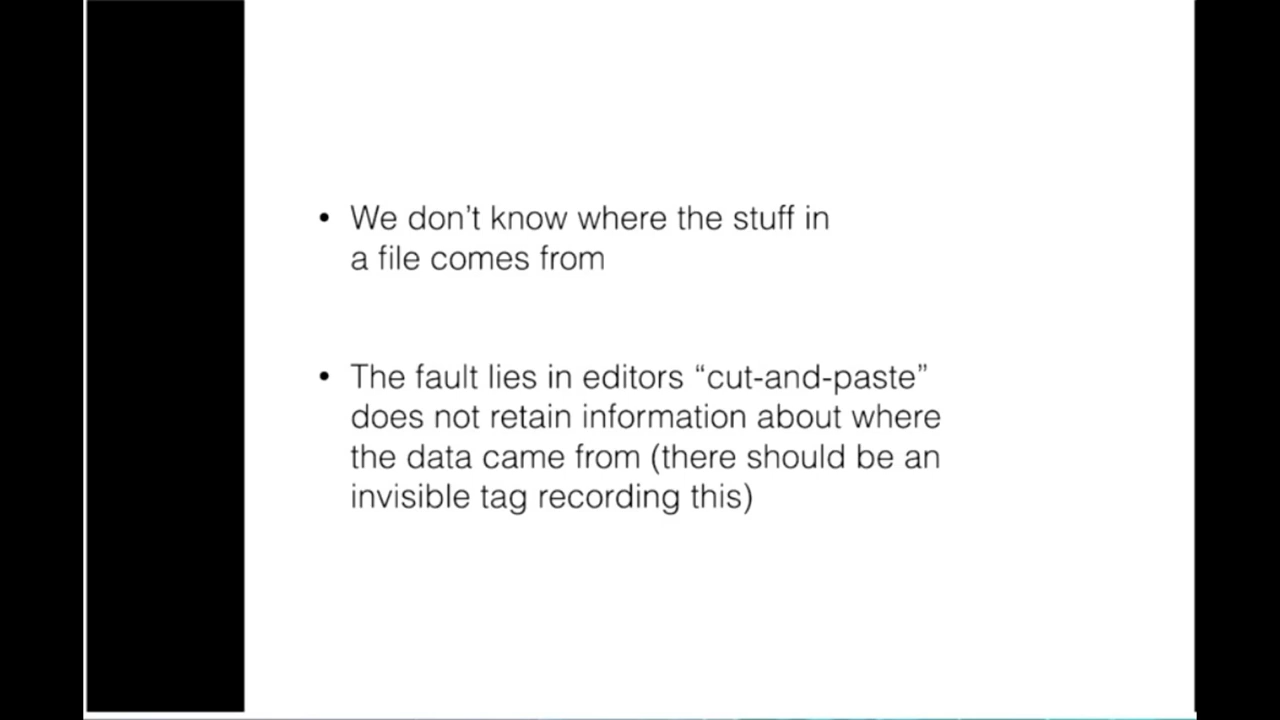 • We don’t know where the stuff in
a file comes from
• The fault lies in editors “cut-and-paste”
does not retain information about where
the data came from (there should be an
invisible tag recording this)